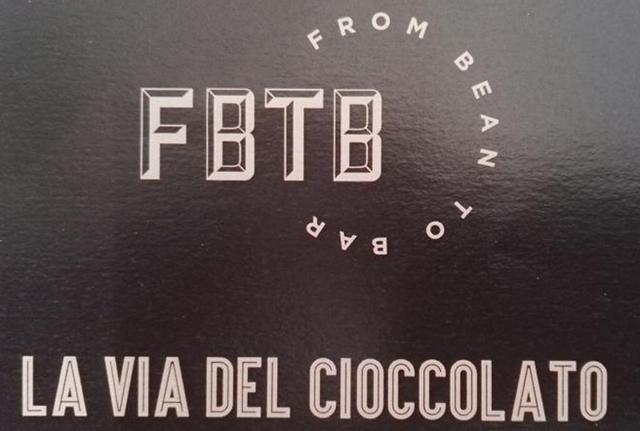 FBTB
FROM BEAN TO BAR
LA VIA DEL CIOCCOLATO